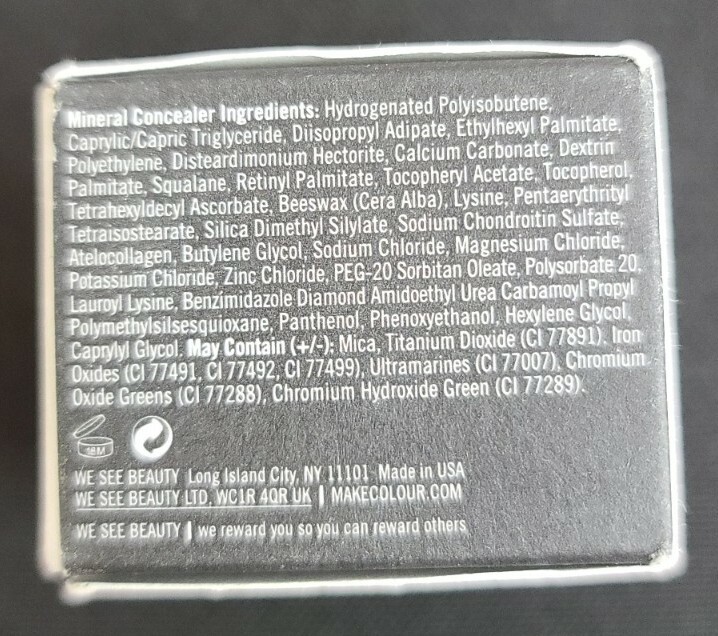 Mineral Concealer Ingredients: Hydrogenated Polyisobutene,
Caprylic/Capric Triglyceride, Diisopropyl Adipate, Ethylhexyl Palmitate,
Polyethylene, Disteardimonium Hectorite, Calcium Carbonate, Dextrin
Palmitate, Squalane, Retinyl Palmitate, Tocopheryl Acetate, Tocopherol,
Tetrahexyldecyl Ascorbate, Beeswax (Cera Alba), Lysine, Pentaerythrityl
Tetraisostearate, Silica Dimethyl Silylate, Sodium Chondroitin Sulfate,
Atelocollagen, Butylene Glycol, Sodium Chloride, Magnesium Chloride,
Potassium Chloride, Zinc Chloride, PEG-20 Sorbitan Oleate, Polysorbate 20,
Lauroyl Lysine, Benzimidazole Diamond Amidoethyl Urea Carbamoyl Propyl
Polymethylsilsesquioxane, Panthenol, Phenoxyethanol, Hexylene Glycol,
Caprylyl Glycol. May Contain (+/-): Mica, Titanium Dioxide (CI 77891). Iron
Oxides (CI 77491, CI 77492, CI 77499), Ultramarines (CI 77007), Chromium
Oxide Greens (CI 77288), Chromium Hydroxide Green (CI 77289).
18M
WE SEE BEAUTY Long Island City, NY 11101 Made in USA
WE SEE BEAUTY LTD, WC1R 4QR UK | MAKECOLOUR.COM
WE SEE BEAUTY | we reward you so you can reward others